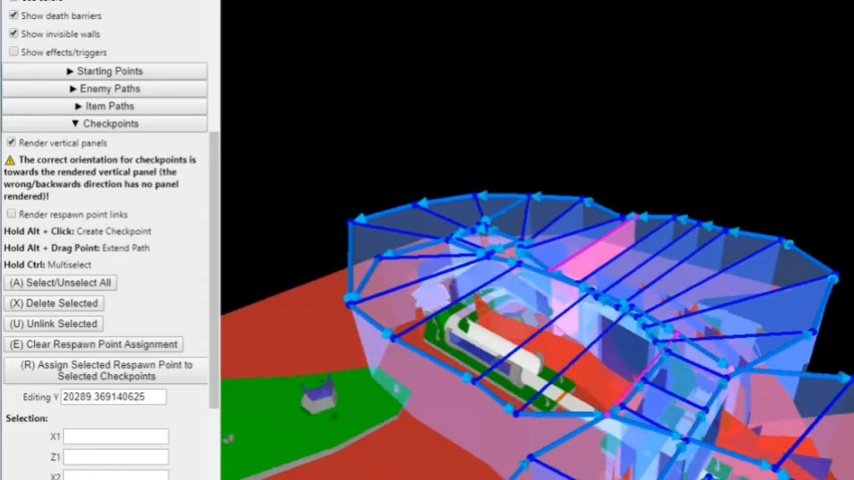 Show death barriers
Show invisible walls
Show effects/triggers
▶ Starting Points
▶ Enemy Paths
▶ Item Paths
▼ Checkpoints
Render vertical panels
The correct orientation for checkpoints is
towards the rendered vertical panel (the
wrong/backwards direction has no panel
rendered)!
Render respawn point links
Hold Alt + Click: Create Checkpoint
Hold Alt + Drag Point: Extend Path
Hold Ctrl: Multiselect
(A) Select/Unselect All
(X) Delete Selected
(U) Unlink Selected
(E) Clear Respawn Point Assignment
(R) Assign Selected Respawn Point to
Selected Checkpoints
Editing Y 20289.369140625
Selection:
X1
Z1
X2